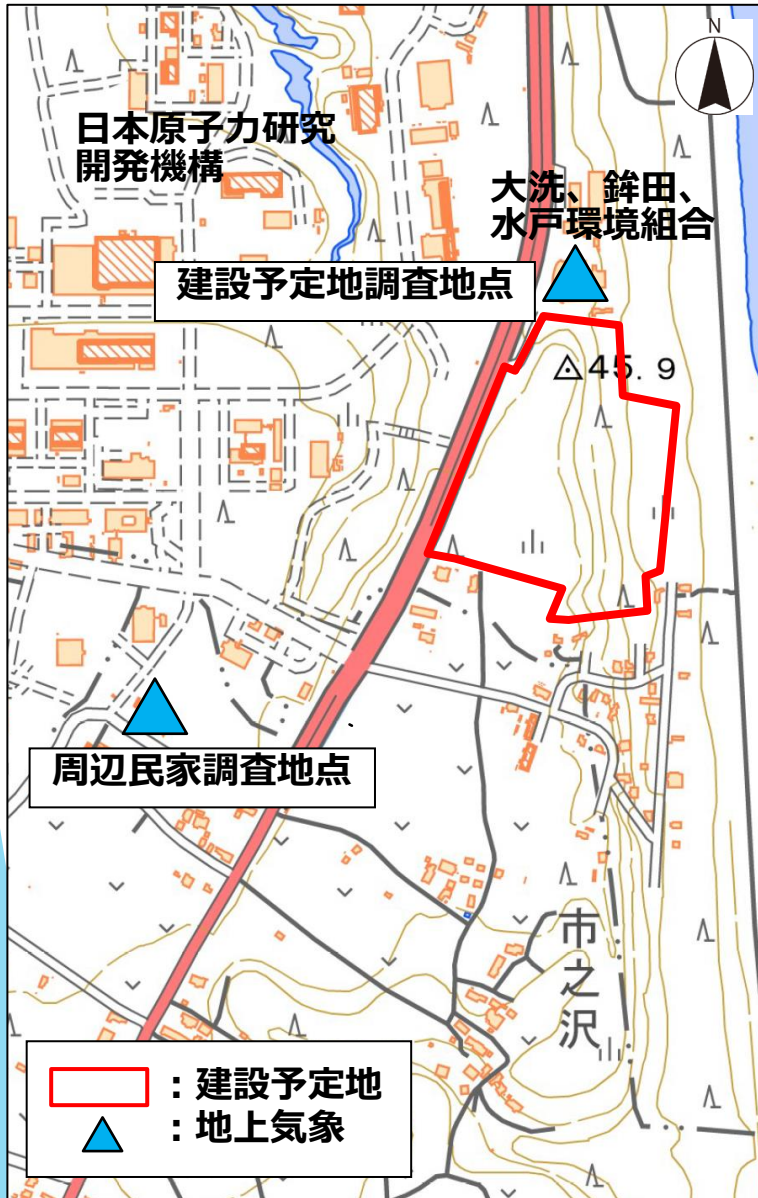 N
日本原子力研究
開発機構
大洗、鉾田、
水戸環境組合
建設予定地調査地点
45.9
周辺民家調査地点
市之沢
：建設予定地
：地上気象